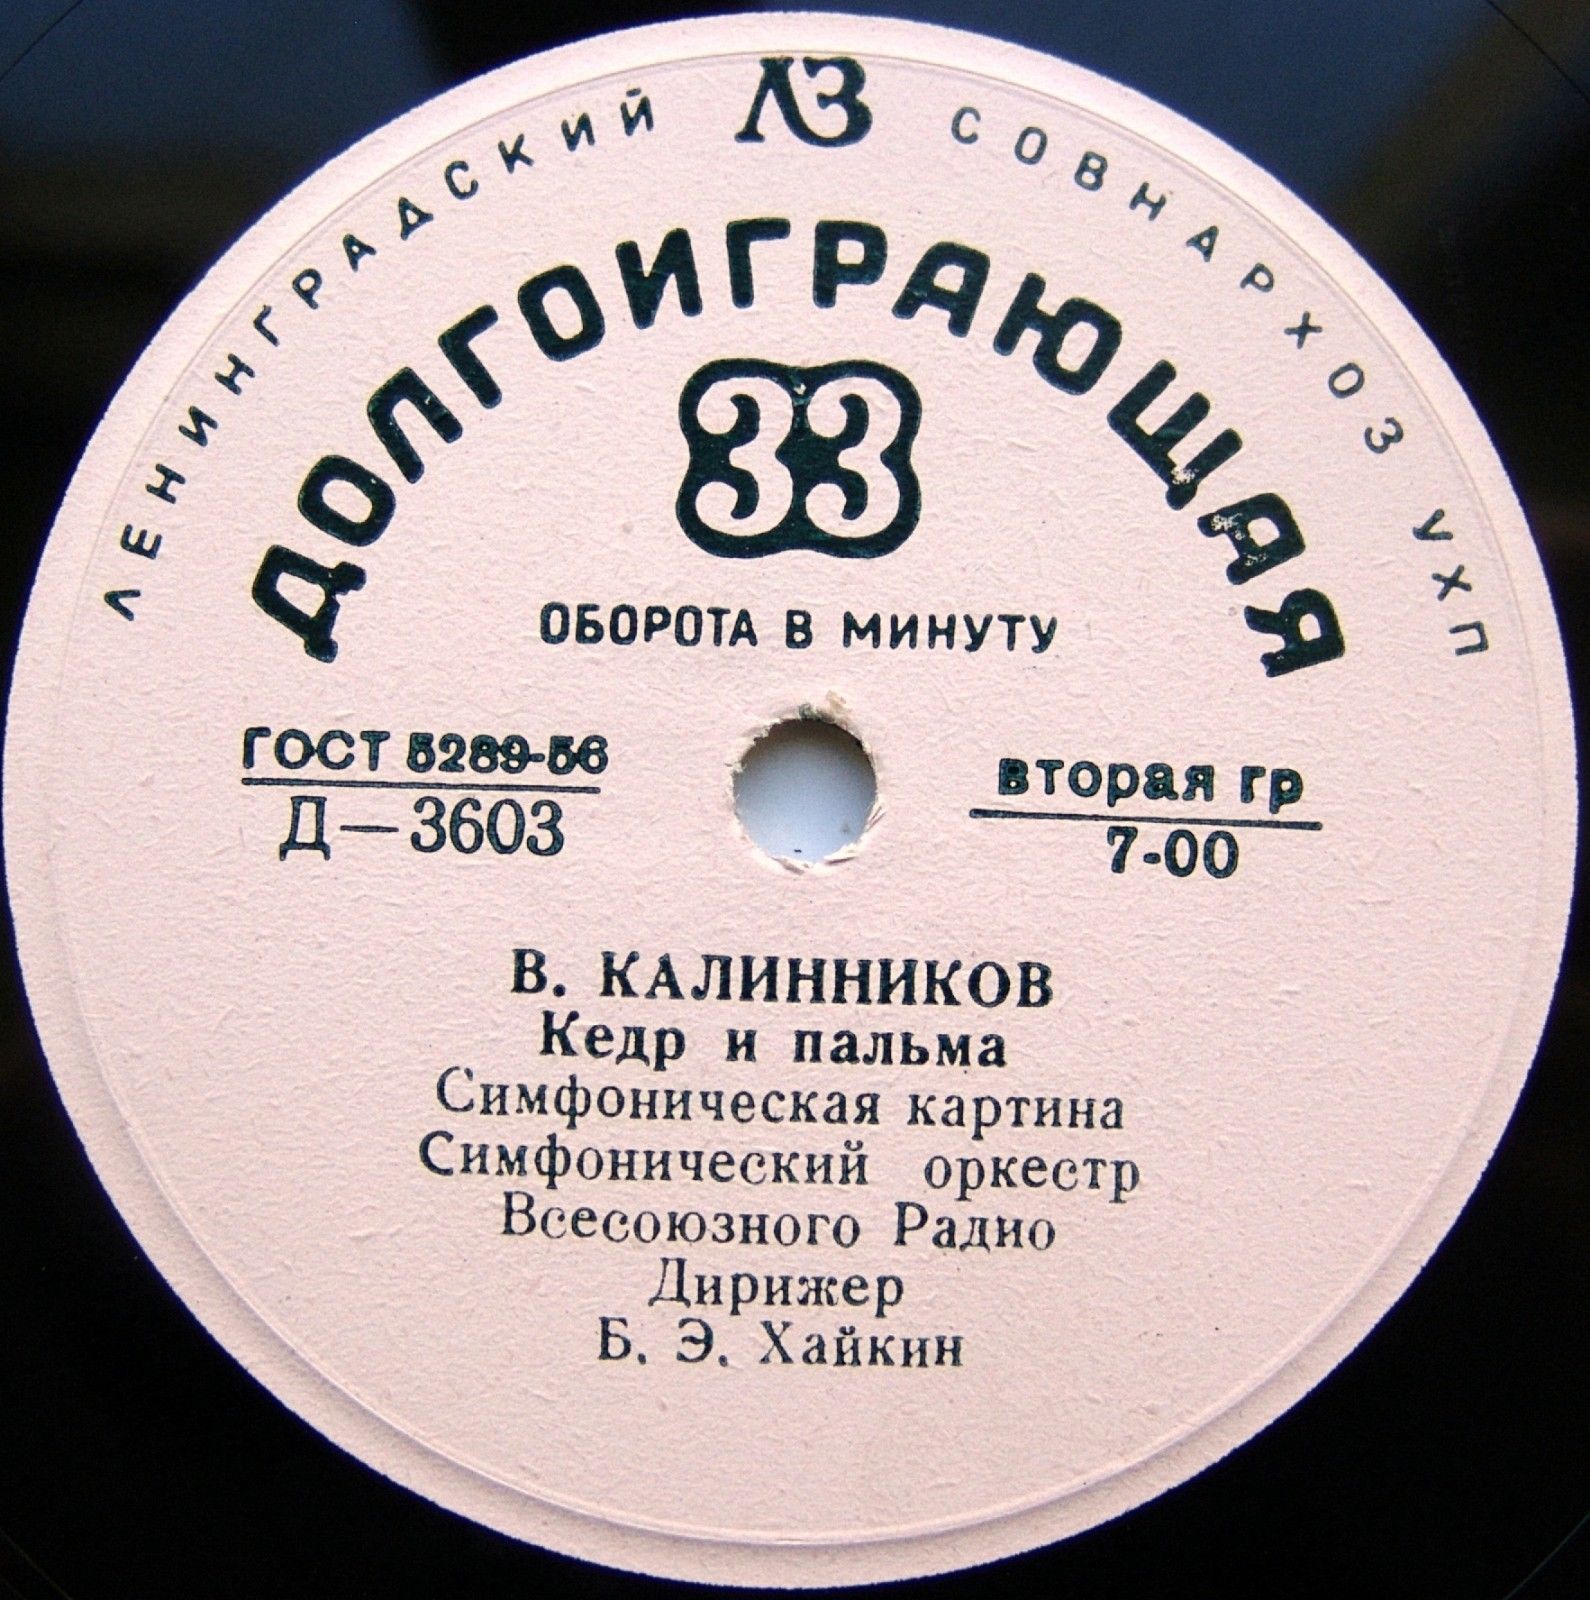 ЛЕНИНГРАДСКИЙ ЛЗ СОВНАРХОЗ УХП
ДОЛГОИГРАЮЩАЯ
33
ОБОРОТА В МИНУТУ
ГОСТ 5289-56
Д—3603
вторая гр
7-00
В. КАЛИННИКОВ
Кедр и пальма
Симфоническая картина
Симфонический оркестр
Всесоюзного Радио
Дирижер
Б. Э. Хайкин